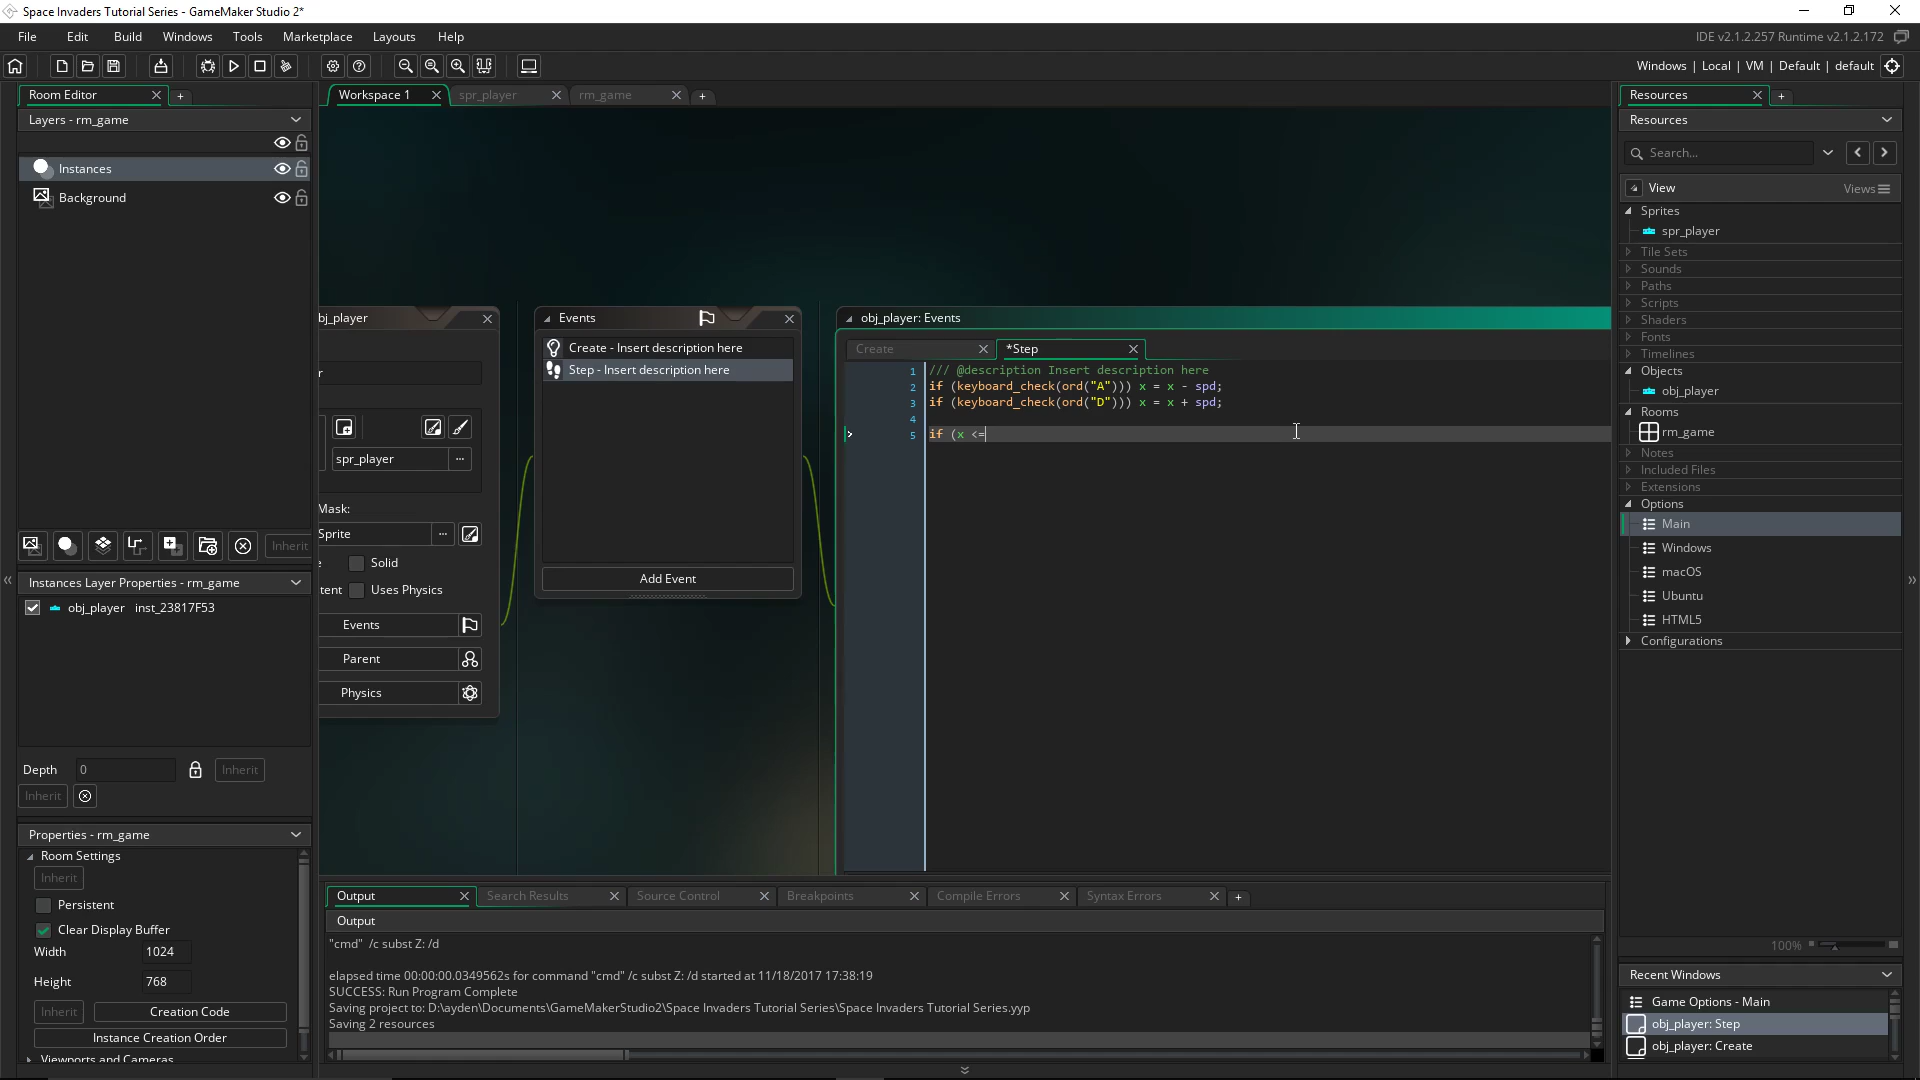 Space Invaders Tutorial Series - GameMaker Studio 2*
File Edit Build Windows Tools Marketplace Layouts Help
IDE v2.1.2.257 Runtime v2.1.2.172
Windows | Local | VM | Default | default
Room Editor
Layers - rm_game
Instances
Background
Inherit
Instances Layer Properties - rm_game
obj_player inst_23817F53
Depth 0 Inherit
Inherit
Properties - rm_game
Room Settings
Inherit
Persistent
Clear Display Buffer
Width 1024
Height 768
Inherit Creation Code
Instance Creation Order
Viewports and Cameras
Workspace 1 spr_player rm_game
bj_player
r
spr_player
Mask:
Sprite
Solid
tent Uses Physics
Events
Parent
Physics
Events
Create - Insert description here
Step - Insert description here
Add Event
obj_player: Events
Create *Step
1 /// @description Insert description here
2 if (keyboard_check(ord("A"))) x = x - spd;
3 if (keyboard_check(ord("D"))) x = x + spd;
4
5 if (x <=
Output Search Results Source Control Breakpoints Compile Errors Syntax Errors
Output
"cmd" /c subst Z: /d
elapsed time 00:00:00.0349562s for command "cmd" /c subst Z: /d started at 11/18/2017 17:38:19
SUCCESS: Run Program Complete
Saving project to: D:\ayden\Documents\GameMakerStudio2\Space Invaders Tutorial Series\Space Invaders Tutorial Series.yyp
Saving 2 resources
Resources
Resources
Search...
View Views
Sprites
spr_player
Tile Sets
Sounds
Paths
Scripts
Shaders
Fonts
Timelines
Objects
obj_player
Rooms
rm_game
Notes
Included Files
Extensions
Options
Main
Windows
macOS
Ubuntu
HTML5
Configurations
100%
Recent Windows
Game Options - Main
obj_player: Step
obj_player: Create